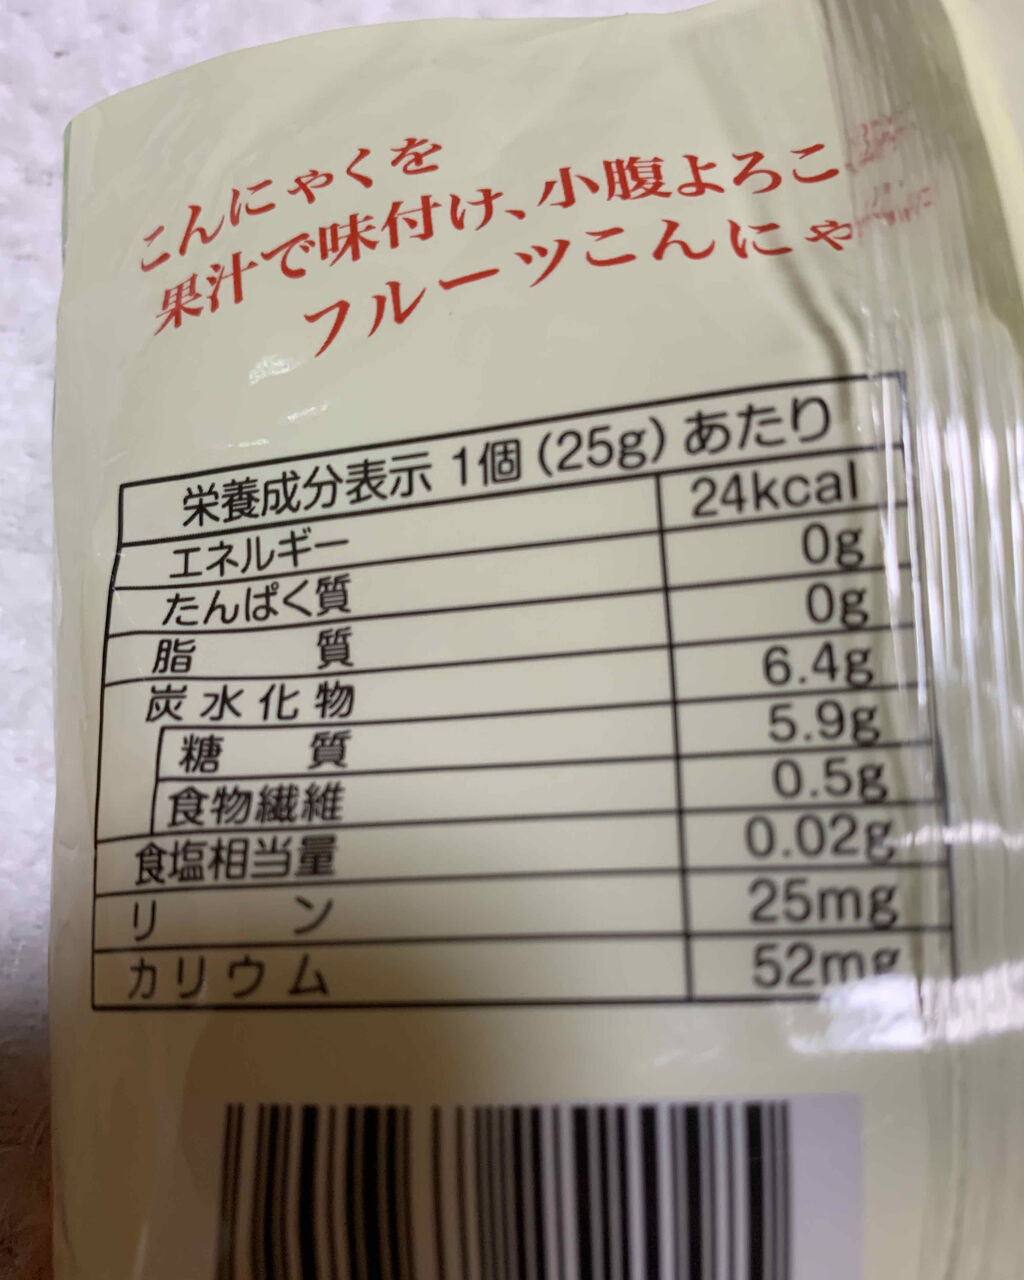 こんにゃくを
果汁で味付け、小腹よろこ
フルーツこんにゃ
栄養成分表示 1個(25g)あたり
エネルギー 24kcal
たんぱく質 0g
脂質 0g
炭水化物 6.4g
糖質 5.9g
食物繊維 0.5g
食塩相当量 0.02g
リン 25mg
カリウム 52mg